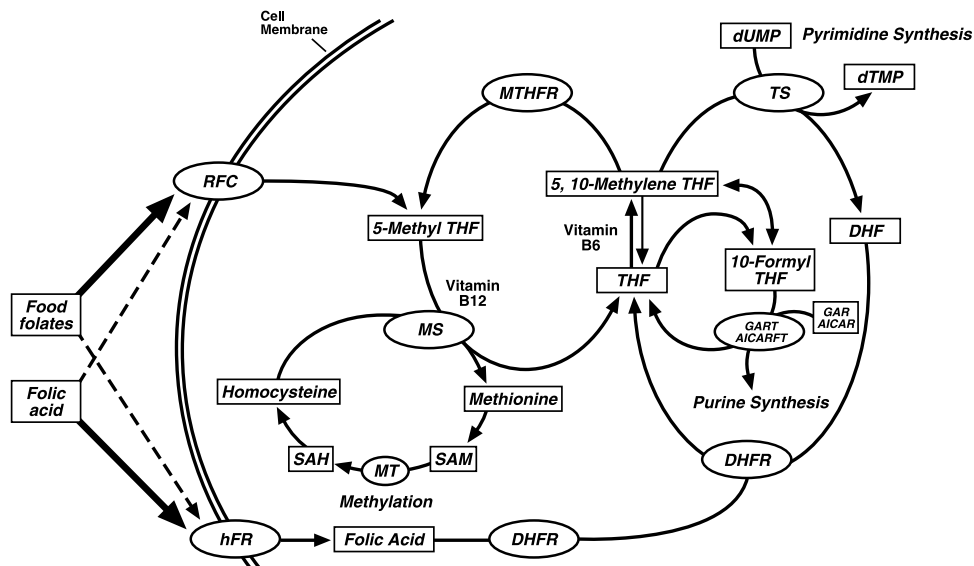 Cell
Membrane
dUMP
Pyrimidine Synthesis
dTMP
MTHFR
TS
RFC
5, 10-Methylene THF
5-Methyl THF
Vitamin
B6
DHF
10-Formyl
THF
THF
Vitamin
B12
Food
folates
MS
GART
AICARFT
GAR
AICAR
Folic
acid
Homocysteine
Methionine
Purine Synthesis
SAH
MT
SAM
DHFR
Methylation
hFR
Folic Acid
DHFR